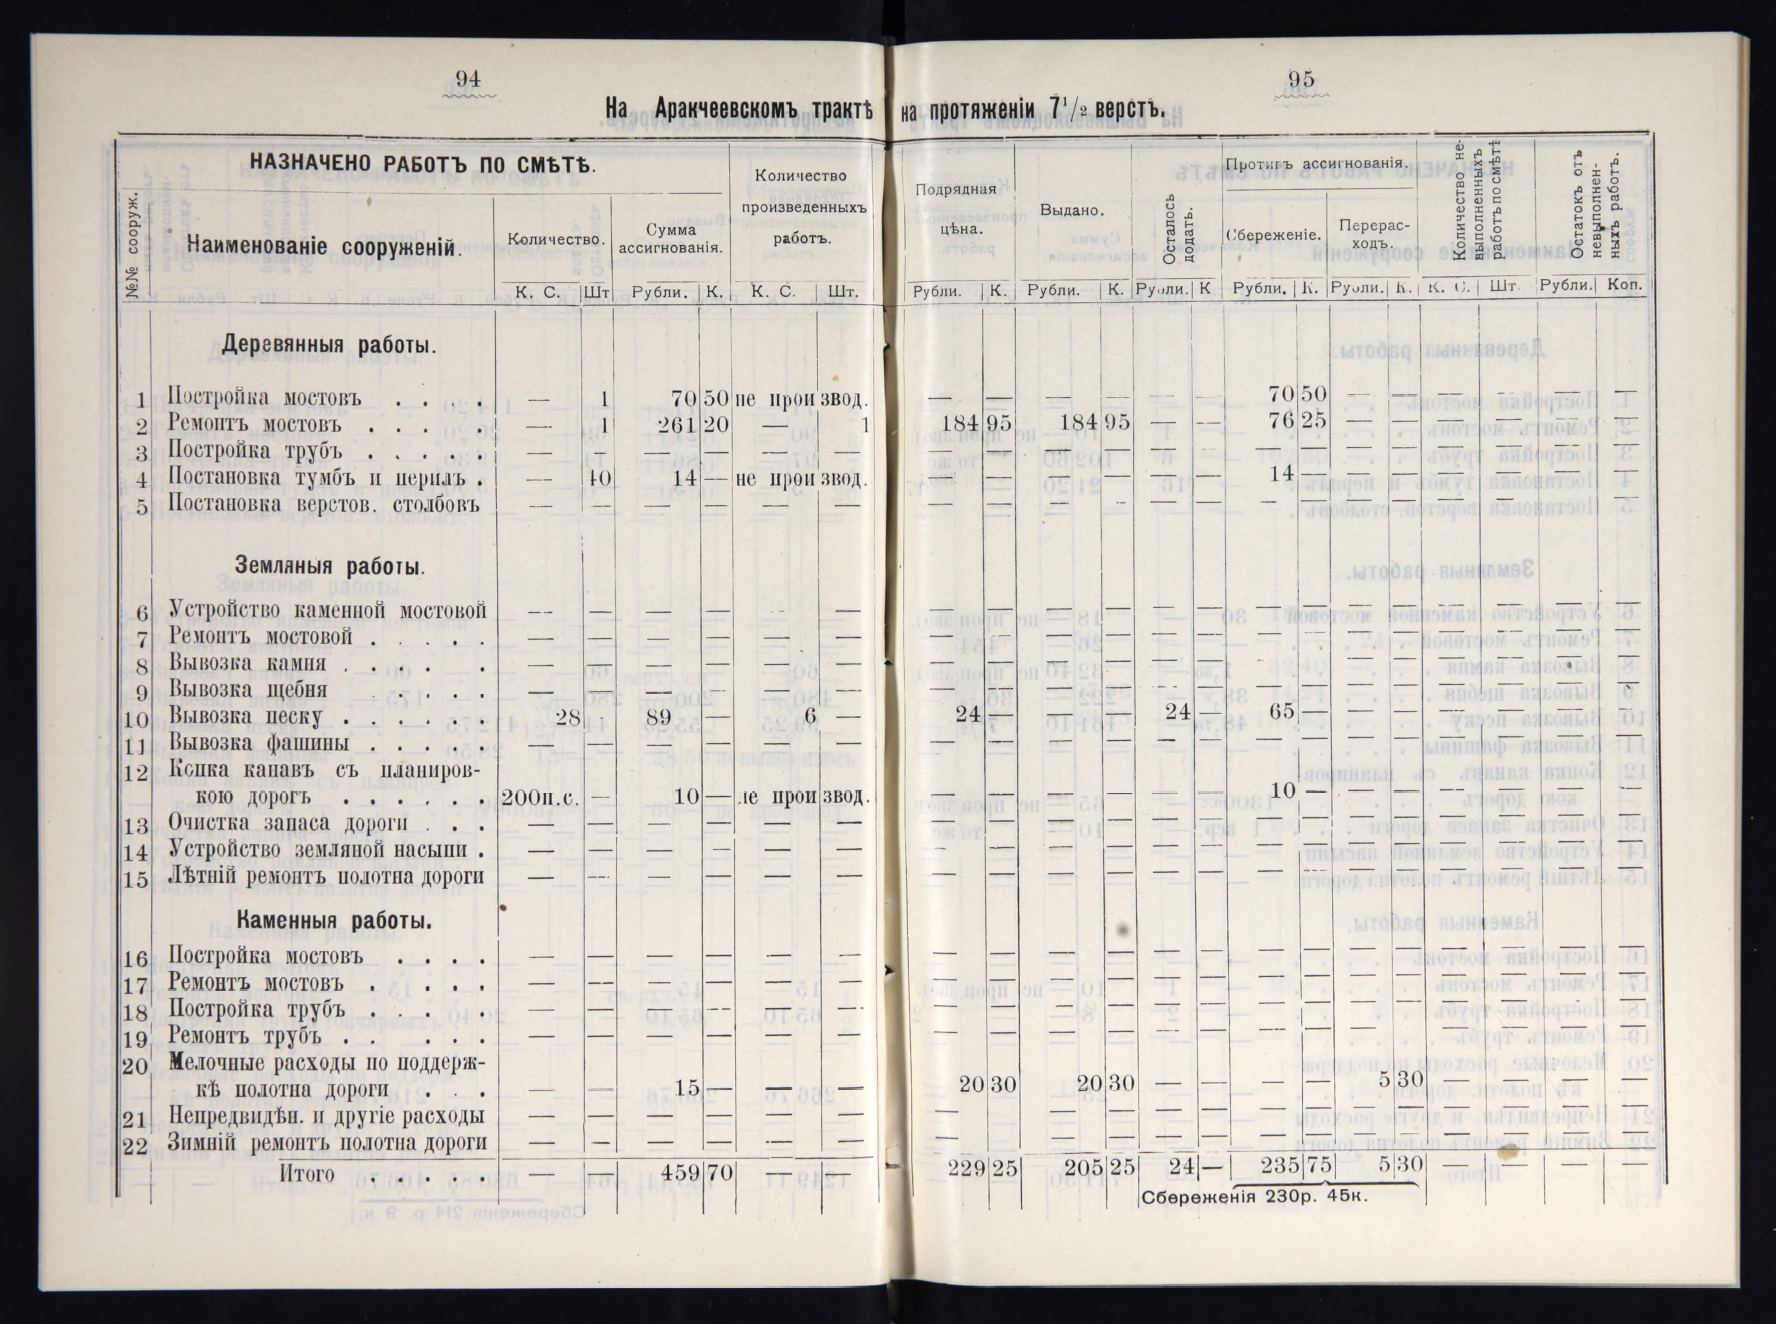 94
95
На Аракчеевскомъ трактѣ на протяженіи 7¹/₂ верстъ.
№№ сооруж.
НАЗНАЧЕНО РАБОТЪ ПО СМѢТѢ.
Наименованіе сооруженій.
Количество.
Сумма ассигнованія.
Количество произведенныхъ работъ.
Подрядная цѣна.
Выдано.
Осталось додать.
Противъ ассигнованія.
Сбереженіе.
Перерасходъ.
Количество невыполненныхъ работъ по смѣтѣ
Остатокъ отъ невыполненныхъ работъ.
К. С. Шт Рубли. К. К. С. Шт. Рубли. К. Рубли. К. Рубли. К Рубли. К. Рубли. К. К. С. Шт. Рубли. Коп.
Деревянныя работы.
1 Постройка мостовъ . . . . — 1 70 50 не производ. — — — — — — 70 50 — — — — — —
2 Ремонтъ мостовъ . . . . . — 1 261 20 — 1 184 95 184 95 — — 76 25 — — — — — —
3 Постройка трубъ . . . . . — — — — — — — — — — — — — — — — — — — —
4 Постановка тумбъ и перилъ . — 10 14 — не производ. — — — — — — 14 — — — — — — —
5 Постановка верстов. столбовъ — — — — — — — — — — — — — — — — — — — —
Земляныя работы.
6 Устройство каменной мостовой — — — — — — — — — — — — — — — — — — — —
7 Ремонтъ мостовой . . . . . — — — — — — — — — — — — — — — — — — — —
8 Вывозка камня . . . . . — — — — — — — — — — — — — — — — — — — —
9 Вывозка щебня . . . . . — — — — — — — — — — — — — — — — — — — —
10 Вывозка песку . . . . . . 28 . 89 — 6 — 24 — — — 24 — 65 — — — — — — —
11 Вывозка фашины . . . . . — — — — — — — — — — — — — — — — — — — —
12 Копка канавъ съ планиров-
кою дорогъ . . . . . . 200п.с. — 10 — не производ. — — — — — — 10 — — — — — — —
13 Очистка запаса дороги . . . — — — — — — — — — — — — — — — — — — — —
14 Устройство земляной насыпи . — — — — — — — — — — — — — — — — — — — —
15 Лѣтній ремонтъ полотна дороги — — — — — — — — — — — — — — — — — — — —
Каменныя работы.
16 Постройка мостовъ . . . . — — — — — — — — — — — — — — — — — — — —
17 Ремонтъ мостовъ . . . . — — — — — — — — — — — — — — — — — — — —
18 Постройка трубъ . . . . . — — — — — — — — — — — — — — — — — — — —
19 Ремонтъ трубъ . . . . . — — — — — — — — — — — — — — — — — — — —
20 Мелочные расходы по поддерж-
кѣ полотна дороги . . . — — 15 — — — 20 30 20 30 — — — — 5 30 — — — —
21 Непредвидѣн. и другіе расходы — — — — — — — — — — — — — — — — — — — —
22 Зимній ремонтъ полотна дороги — — — — — — — — — — — — — — — — — — — —
Итого . . . . . — — 459 70 — — 229 25 205 25 24 — 235 75 5 30 — — — —
Сбереженія 230р. 45к.